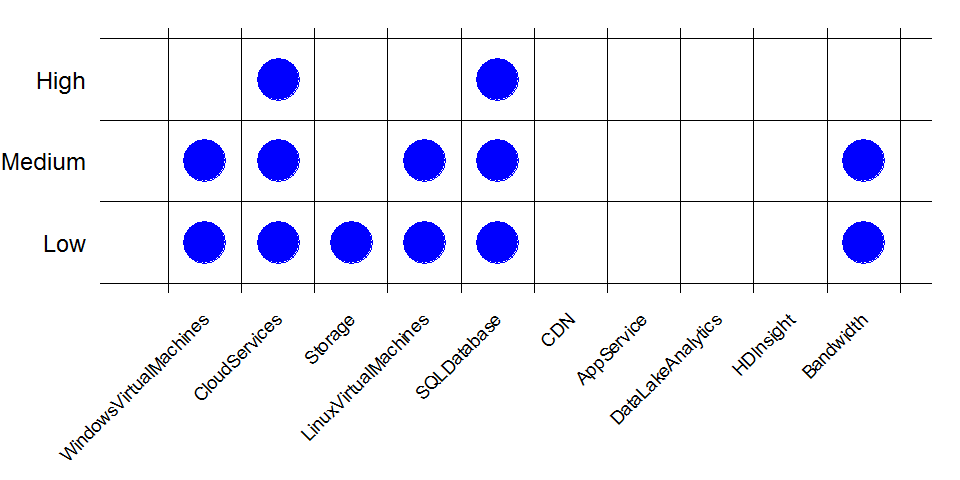 High
Medium
Low
WindowsVirtualMachines
CloudServices
Storage
LinuxVirtualMachines
SQLDatabase
CDN
AppService
DataLakeAnalytics
HDInsight
Bandwidth